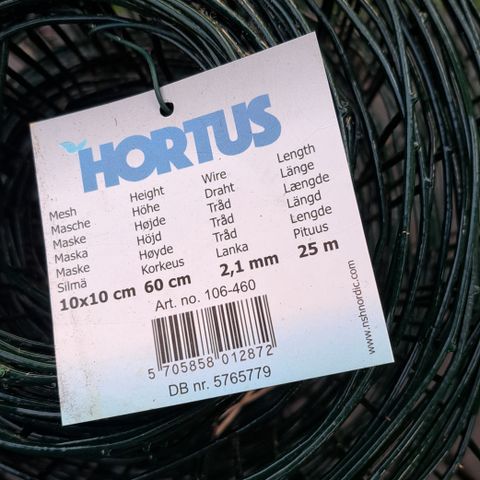 HORTUS
Mesh Height Wire Length
Masche Höhe Draht Länge
Maske Højde Tråd Længde
Maska Höjd Tråd Längd
Maske Høyde Tråd Lengde
Silmä Korkeus Lanka Pituus
10x10 cm 60 cm 2,1 mm 25 m
Art. no. 106-460
5 705858 012872
DB nr. 5765779
www.nshnordic.com